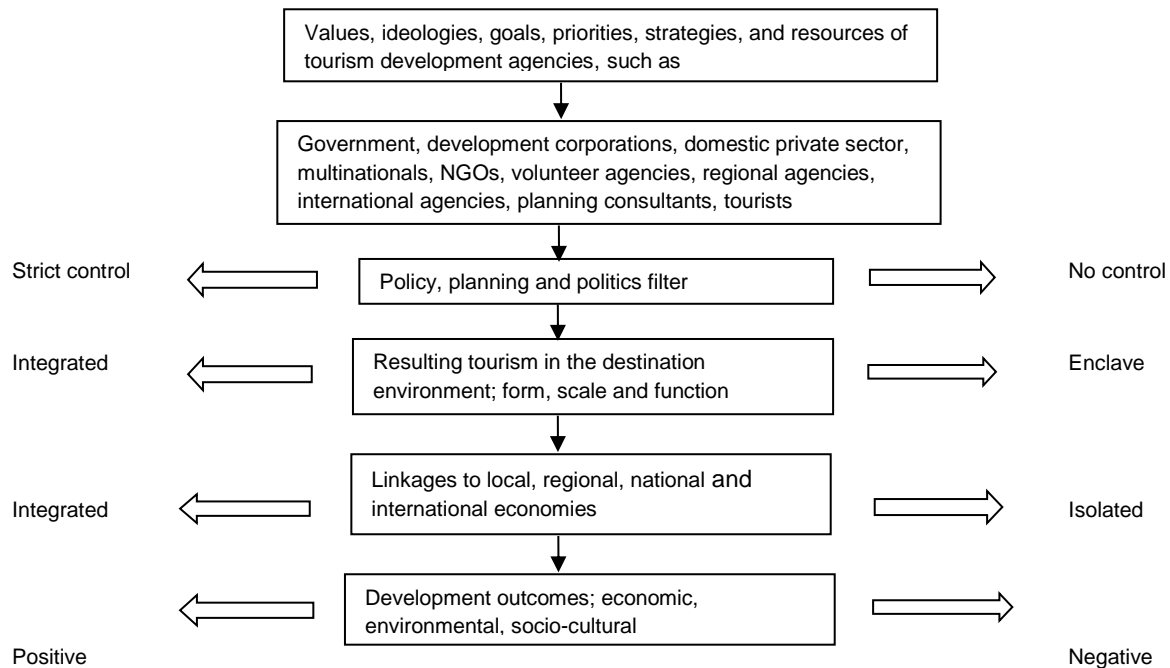 Values, ideologies, goals, priorities, strategies, and resources of
tourism development agencies, such as
Government, development corporations, domestic private sector,
multinationals, NGOs, volunteer agencies, regional agencies,
international agencies, planning consultants, tourists
Strict control
Policy, planning and politics filter
No control
Integrated
Resulting tourism in the destination
environment; form, scale and function
Enclave
Integrated
Linkages to local, regional, national and
international economies
Isolated
Positive
Development outcomes; economic,
environmental, socio-cultural
Negative